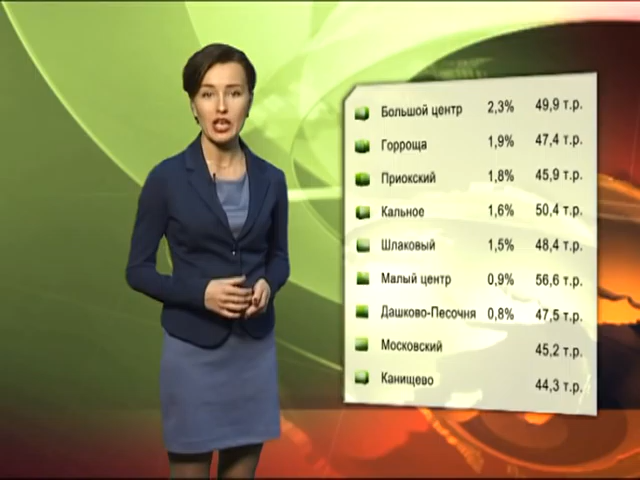 Большой центр 2,3% 49,9 т.р.
Горроща 1,9% 47,4 т.р.
Приокский 1,8% 45,9 т.р.
Кальное 1,6% 50,4 т.р.
Шлаковый 1,5% 48,4 т.р.
Малый центр 0,9% 56,6 т.р.
Дашково-Песочня 0,8% 47,5 т.р.
Московский 45,2 т.р.
Канищево 44,3 т.р.